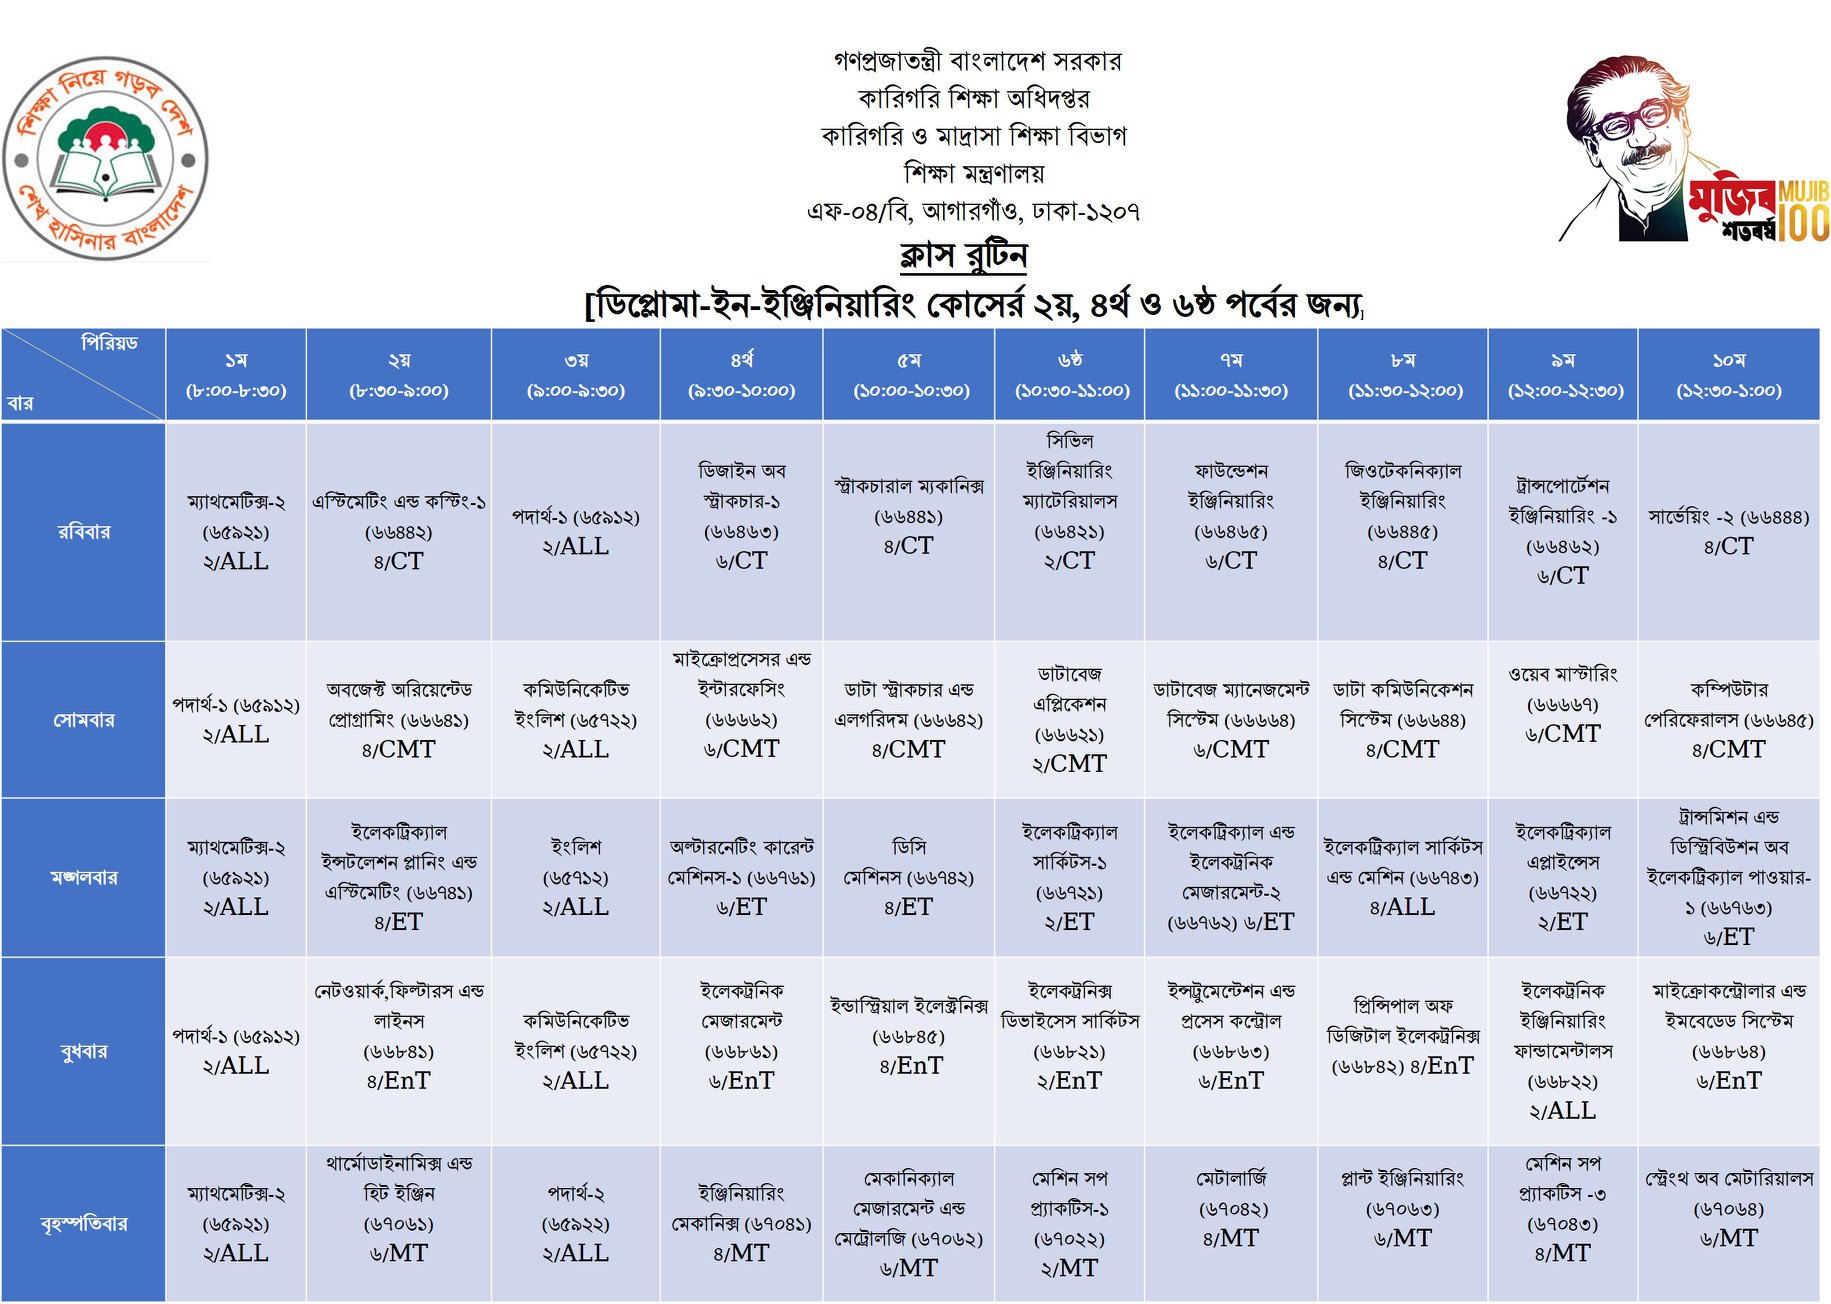 শিক্ষা নিয়ে গড়ব দেশ
শেখ হাসিনার বাংলাদেশ
গণপ্রজাতন্ত্রী বাংলাদেশ সরকার
কারিগরি শিক্ষা অধিদপ্তর
কারিগরি ও মাদ্রাসা শিক্ষা বিভাগ
শিক্ষা মন্ত্রণালয়
এফ-০৪/বি, আগারগাঁও, ঢাকা-১২০৭
মুজিব MUJIB
শতবর্ষ 100
ক্লাস রুটিন
[ডিপ্লোমা-ইন-ইঞ্জিনিয়ারিং কোর্সের ২য়, ৪র্থ ও ৬ষ্ঠ পর্বের জন্য]
পিরিয়ড
বার
১ম
(৮:০০-৮:৩০)
২য়
(৮:৩০-৯:০০)
৩য়
(৯:০০-৯:৩০)
৪র্থ
(৯:৩০-১০:০০)
৫ম
(১০:০০-১০:৩০)
৬ষ্ঠ
(১০:৩০-১১:০০)
৭ম
(১১:০০-১১:৩০)
৮ম
(১১:৩০-১২:০০)
৯ম
(১২:০০-১২:৩০)
১০ম
(১২:৩০-১:০০)
রবিবার
ম্যাথমেটিক্স-২
(৬৫৯২১)
২/ALL
এস্টিমেটিং এন্ড কস্টিং-১
(৬৬৪৪২)
৪/CT
পদার্থ-১ (৬৫৯১২)
২/ALL
ডিজাইন অব
স্ট্রাকচার-১
(৬৬৪৬৩)
৬/CT
স্ট্রাকচারাল ম্যকানিক্স
(৬৬৪৪১)
৪/CT
সিভিল
ইঞ্জিনিয়ারিং
ম্যাটেরিয়ালস
(৬৬৪২১)
২/CT
ফাউন্ডেশন
ইঞ্জিনিয়ারিং
(৬৬৪৬৫)
৬/CT
জিওটেকনিক্যাল
ইঞ্জিনিয়ারিং
(৬৬৪৪৫)
৪/CT
ট্রান্সপোর্টেশন
ইঞ্জিনিয়ারিং -১
(৬৬৪৬২)
৬/CT
সার্ভেয়িং -২ (৬৬৪৪৪)
৪/CT
সোমবার
পদার্থ-১ (৬৫৯১২)
২/ALL
অবজেক্ট অরিয়েন্টেড
প্রোগ্রামিং (৬৬৬৪১)
৪/CMT
কমিউনিকেটিভ
ইংলিশ (৬৫৭২২)
২/ALL
মাইক্রোপ্রসেসর এন্ড
ইন্টারফেসিং
(৬৬৬৬২)
৬/CMT
ডাটা স্ট্রাকচার এন্ড
এলগরিদম (৬৬৬৪২)
৪/CMT
ডাটাবেজ
এপ্লিকেশন
(৬৬৬২১)
২/CMT
ডাটাবেজ ম্যানেজমেন্ট
সিস্টেম (৬৬৬৬৪)
৬/CMT
ডাটা কমিউনিকেশন
সিস্টেম (৬৬৬৪৪)
৪/CMT
ওয়েব মাস্টারিং
(৬৬৬৬৭)
৬/CMT
কম্পিউটার
পেরিফেরালস (৬৬৬৪৫)
৪/CMT
মঙ্গলবার
ম্যাথমেটিক্স-২
(৬৫৯২১)
২/ALL
ইলেকট্রিক্যাল
ইন্সটলেশন প্লানিং এন্ড
এস্টিমেটিং (৬৬৭৪১)
৪/ET
ইংলিশ
(৬৫৭১২)
২/ALL
অল্টারনেটিং কারেন্ট
মেশিনস-১ (৬৬৭৬১)
৬/ET
ডিসি
মেশিনস (৬৬৭৪২)
৪/ET
ইলেকট্রিক্যাল
সার্কিটস-১
(৬৬৭২১)
২/ET
ইলেকট্রিক্যাল এন্ড
ইলেকট্রনিক
মেজারমেন্ট-২
(৬৬৭৬২) ৬/ET
ইলেকট্রিক্যাল সার্কিটস
এন্ড মেশিন (৬৬৭৪৩)
৪/ALL
ইলেকট্রিক্যাল
এপ্লাইন্সেস
(৬৬৭২২)
২/ET
ট্রান্সমিশন এন্ড
ডিস্ট্রিবিউশন অব
ইলেকট্রিক্যাল পাওয়ার-
১ (৬৬৭৬৩)
৬/ET
বুধবার
পদার্থ-১ (৬৫৯১২)
২/ALL
নেটওয়ার্ক,ফিল্টারস এন্ড
লাইনস
(৬৬৮৪১)
৪/EnT
কমিউনিকেটিভ
ইংলিশ (৬৫৭২২)
২/ALL
ইলেকট্রনিক
মেজারমেন্ট
(৬৬৮৬১)
৬/EnT
ইন্ডাস্ট্রিয়াল ইলেক্ট্রনিক্স
(৬৬৮৪৫)
৪/EnT
ইলেকট্রনিক্স
ডিভাইসেস সার্কিটস
(৬৬৮২১)
২/EnT
ইন্সট্রুমেন্টেশন এন্ড
প্রসেস কন্ট্রোল
(৬৬৮৬৩)
৬/EnT
প্রিন্সিপাল অফ
ডিজিটাল ইলেকট্রনিক্স
(৬৬৮৪২) ৪/EnT
ইলেকট্রনিক
ইঞ্জিনিয়ারিং
ফান্ডামেন্টালস
(৬৬৮২২)
২/ALL
মাইক্রোকন্ট্রোলার এন্ড
ইমবেডেড সিস্টেম
(৬৬৮৬৪)
৬/EnT
বৃহস্পতিবার
ম্যাথমেটিক্স-২
(৬৫৯২১)
২/ALL
থার্মোডাইনামিক্স এন্ড
হিট ইঞ্জিন
(৬৭০৬১)
৬/MT
পদার্থ-২
(৬৫৯২২)
২/ALL
ইঞ্জিনিয়ারিং
মেকানিক্স (৬৭০৪১)
৪/MT
মেকানিক্যাল
মেজারমেন্ট এন্ড
মেট্রোলজি (৬৭০৬২)
৬/MT
মেশিন সপ
প্র্যাকটিস-১
(৬৭০২২)
২/MT
মেটালার্জি
(৬৭০৪২)
৪/MT
প্লান্ট ইঞ্জিনিয়ারিং
(৬৭০৬৩)
৬/MT
মেশিন সপ
প্র্যাকটিস -৩
(৬৭০৪৩)
৪/MT
স্ট্রেংথ অব মেটারিয়ালস
(৬৭০৬৪)
৬/MT